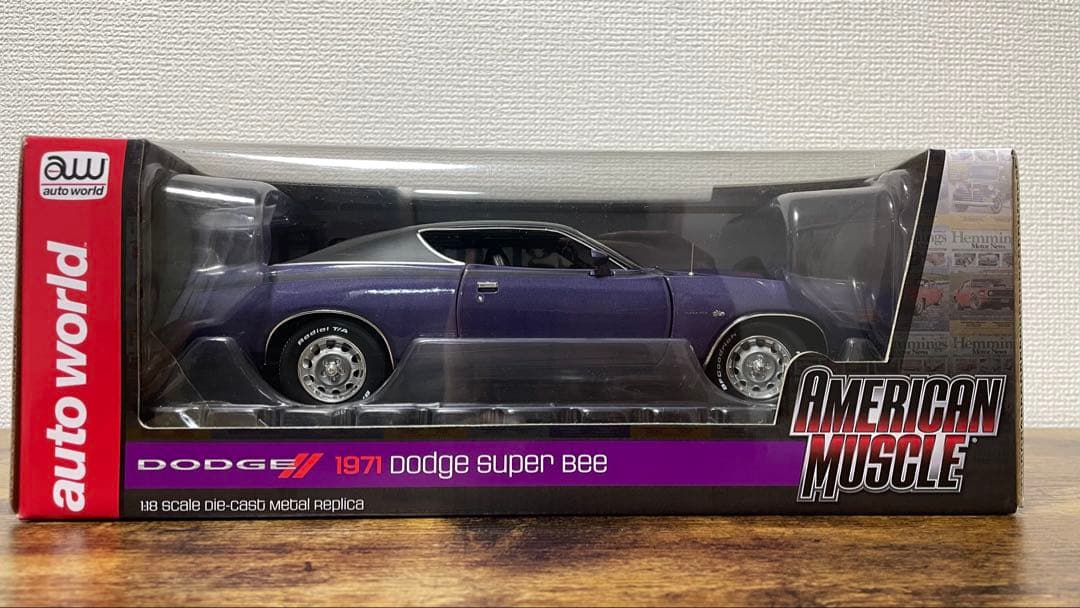 aw
auto world
auto world™
Radial T/A
BFGoodrich
Hemmings
Motor News
Hemmings
Motor News
AMERICAN
MUSCLE®
DODGE// 1971 Dodge Super Bee
1:18 Scale Die-Cast Metal Replica